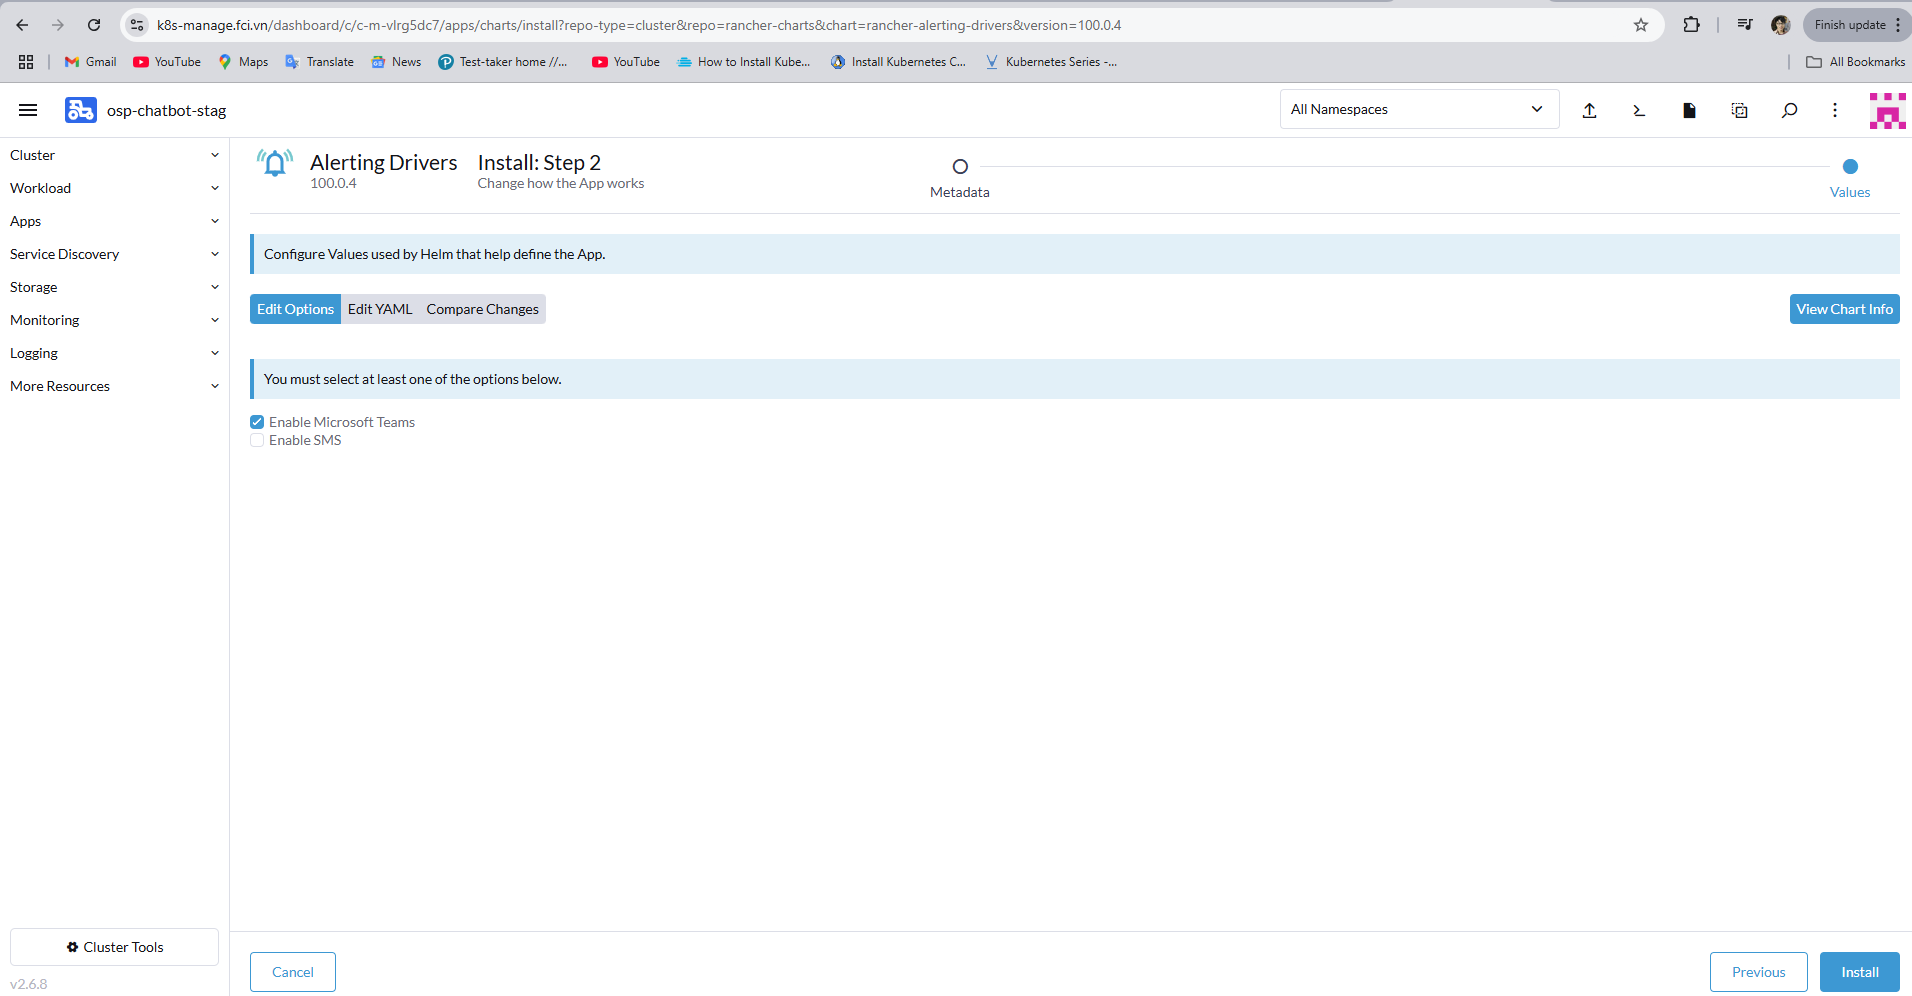 k8s-manage.fci.vn/dashboard/c/c-m-vlrg5dc7/apps/charts/install?repo-type=cluster&repo=rancher-charts&chart=rancher-alerting-drivers&version=100.0.4
Finish update
Gmail YouTube Maps Translate News Test-taker home //... YouTube How to Install Kube... Install Kubernetes C... Kubernetes Series -... All Bookmarks
osp-chatbot-stag
All Namespaces
Cluster
Workload
Apps
Service Discovery
Storage
Monitoring
Logging
More Resources
Cluster Tools
v2.6.8
Alerting Drivers
100.0.4
Install: Step 2
Change how the App works
Metadata
Values
Configure Values used by Helm that help define the App.
Edit Options Edit YAML Compare Changes
View Chart Info
You must select at least one of the options below.
Enable Microsoft Teams
Enable SMS
Cancel
Previous
Install